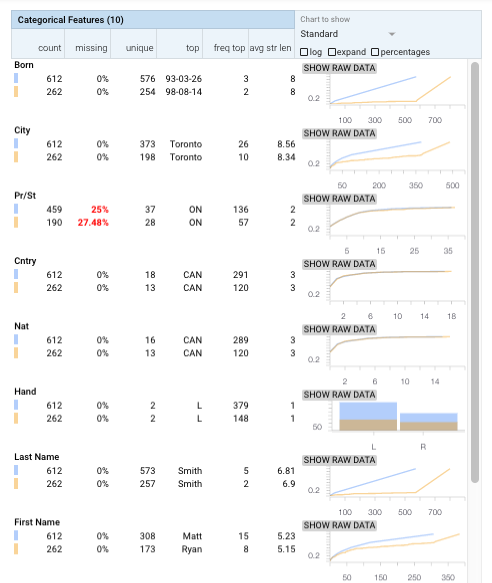 Categorical Features (10)
Chart to show
Standard
log expand percentages
count missing unique top freq top avg str len
Born
SHOW RAW DATA
612 0% 576 93-03-26 3 8
262 0% 254 98-08-14 2 8
0.2
100 300 500 700
City
SHOW RAW DATA
612 0% 373 Toronto 26 8.56
262 0% 198 Toronto 10 8.34
0.2
50 200 350 500
Pr/St
SHOW RAW DATA
459 25% 37 ON 136 2
190 27.48% 28 ON 57 2
0.2
5 15 25 35
Cntry
SHOW RAW DATA
612 0% 18 CAN 291 3
262 0% 13 CAN 120 3
0.2
2 6 10 14 18
Nat
SHOW RAW DATA
612 0% 16 CAN 289 3
262 0% 13 CAN 120 3
0.2
2 6 10 14
Hand
SHOW RAW DATA
612 0% 2 L 379 1
262 0% 2 L 148 1
50
L R
Last Name
SHOW RAW DATA
612 0% 573 Smith 5 6.81
262 0% 257 Smith 2 6.9
0.2
100 300 500 700
First Name
SHOW RAW DATA
612 0% 308 Matt 15 5.23
262 0% 173 Ryan 8 5.15
0.2
50 150 250 350